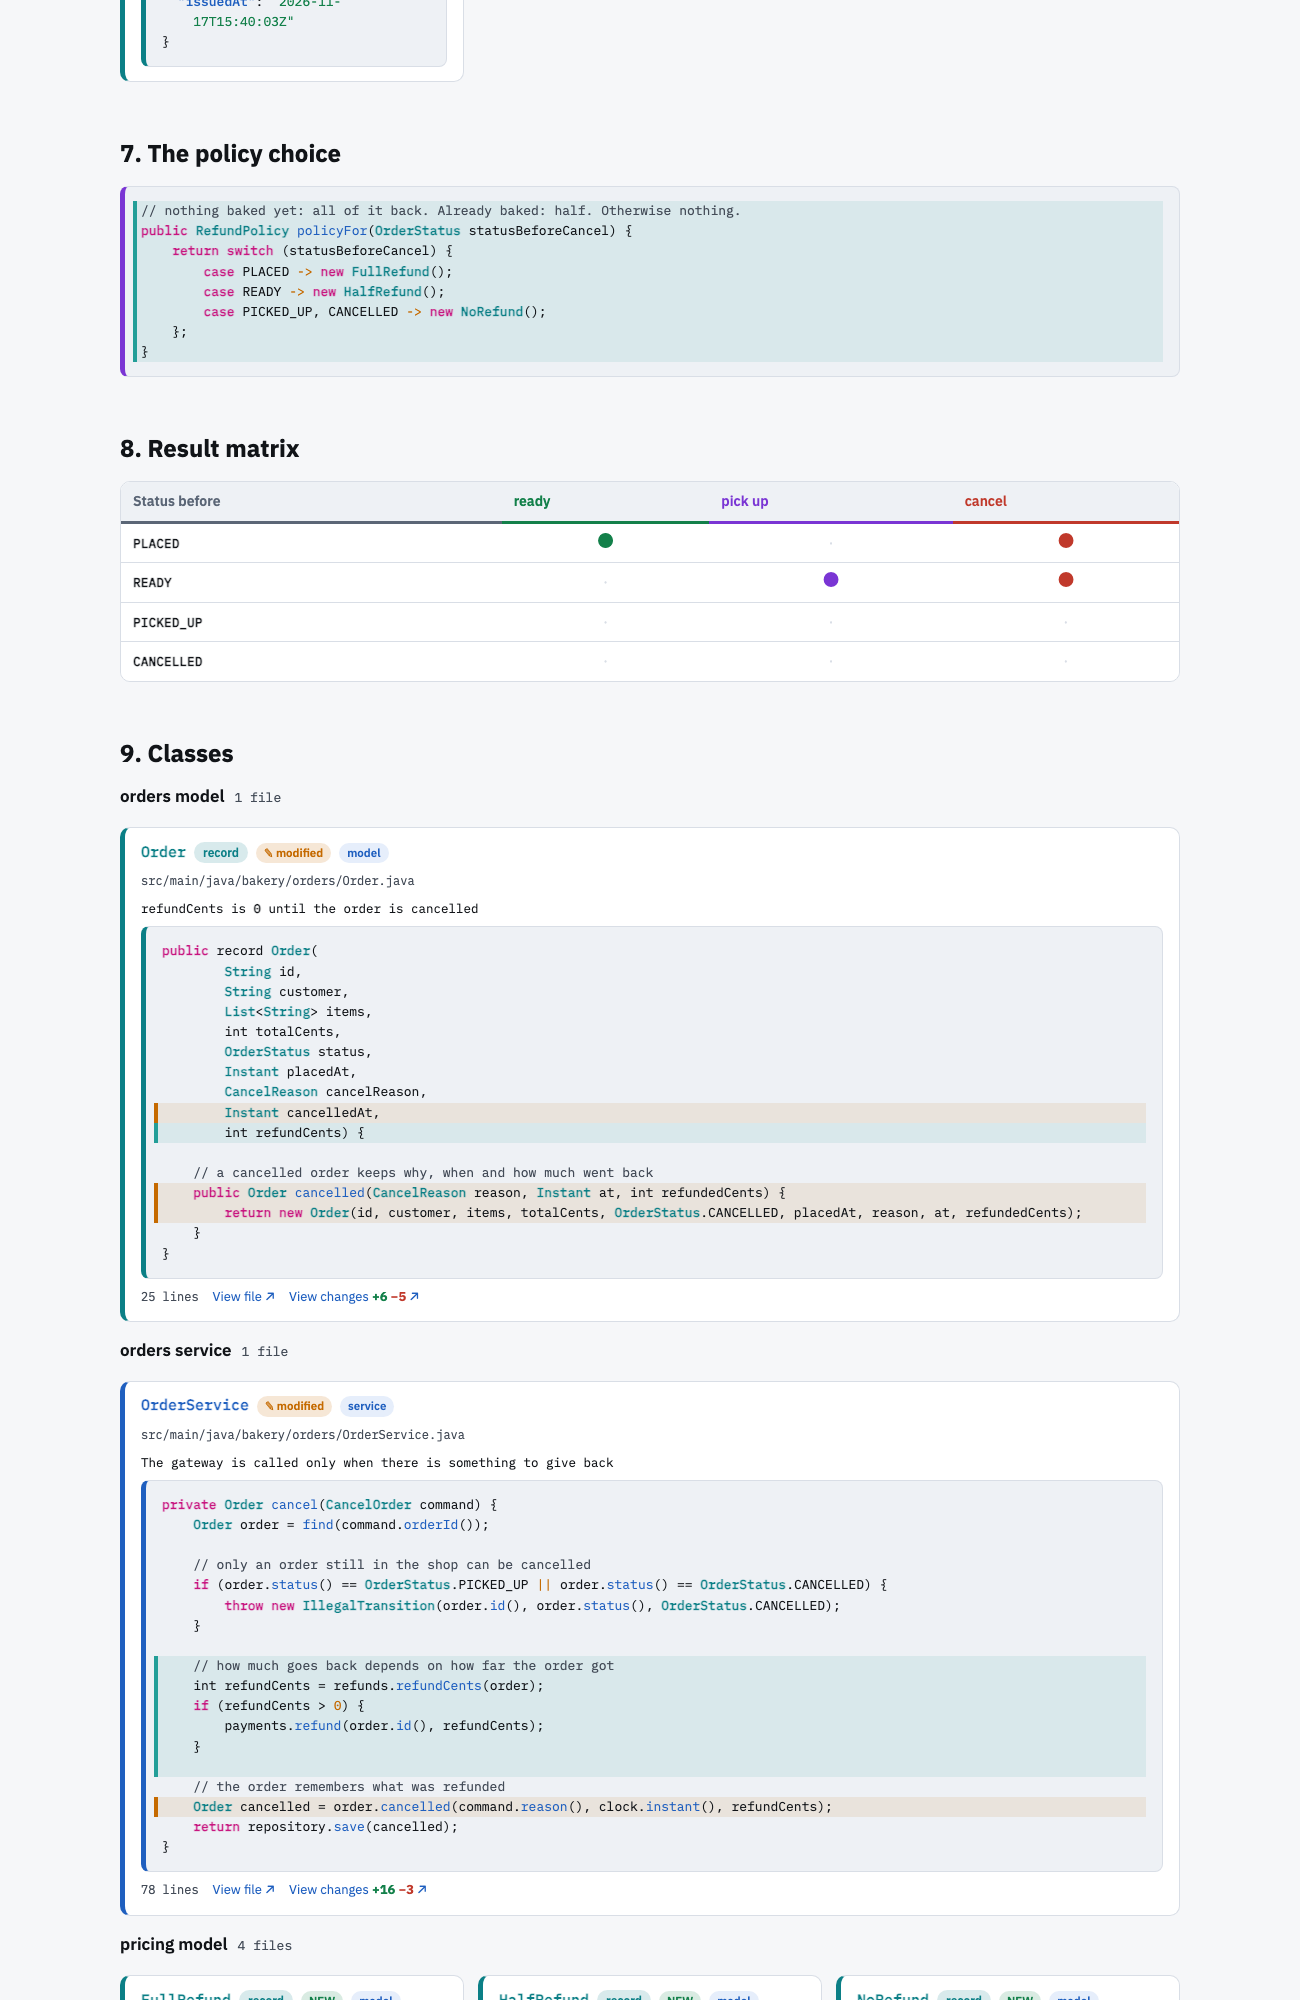 "issuedAt": "2026-11-
17T15:40:03Z"
}
7. The policy choice
// nothing baked yet: all of it back. Already baked: half. Otherwise nothing.
public RefundPolicy policyFor(OrderStatus statusBeforeCancel) {
    return switch (statusBeforeCancel) {
        case PLACED -> new FullRefund();
        case READY -> new HalfRefund();
        case PICKED_UP, CANCELLED -> new NoRefund();
    };
}
8. Result matrix
Status before ready pick up cancel
PLACED
READY
PICKED_UP
CANCELLED
9. Classes
orders model 1 file
Order record ✎ modified model
src/main/java/bakery/orders/Order.java
refundCents is 0 until the order is cancelled
public record Order(
        String id,
        String customer,
        List<String> items,
        int totalCents,
        OrderStatus status,
        Instant placedAt,
        CancelReason cancelReason,
        Instant cancelledAt,
        int refundCents) {
    // a cancelled order keeps why, when and how much went back
    public Order cancelled(CancelReason reason, Instant at, int refundedCents) {
        return new Order(id, customer, items, totalCents, OrderStatus.CANCELLED, placedAt, reason, at, refundedCents);
    }
}
25 lines View file ↗ View changes +6 −5 ↗
orders service 1 file
OrderService ✎ modified service
src/main/java/bakery/orders/OrderService.java
The gateway is called only when there is something to give back
private Order cancel(CancelOrder command) {
    Order order = find(command.orderId());
    // only an order still in the shop can be cancelled
    if (order.status() == OrderStatus.PICKED_UP || order.status() == OrderStatus.CANCELLED) {
        throw new IllegalTransition(order.id(), order.status(), OrderStatus.CANCELLED);
    }
    // how much goes back depends on how far the order got
    int refundCents = refunds.refundCents(order);
    if (refundCents > 0) {
        payments.refund(order.id(), refundCents);
    }
    // the order remembers what was refunded
    Order cancelled = order.cancelled(command.reason(), clock.instant(), refundCents);
    return repository.save(cancelled);
}
78 lines View file ↗ View changes +16 −3 ↗
pricing model 4 files
FullRefund record NEW model HalfRefund record NEW model NoRefund record NEW model